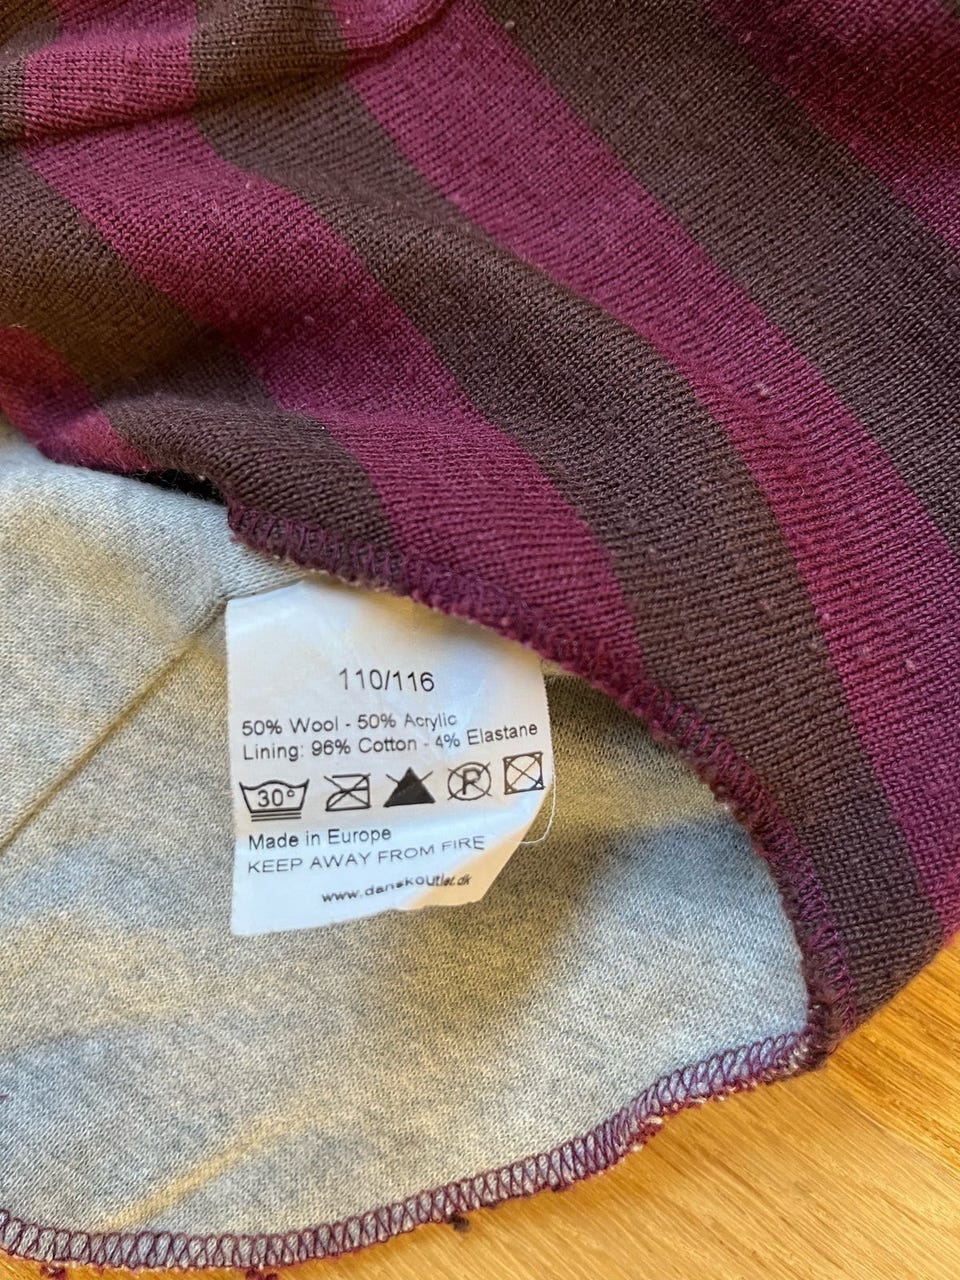 110/116
50% Wool - 50% Acrylic
Lining: 96% Cotton - 4% Elastane
30° P
Made in Europe
KEEP AWAY FROM FIRE
www.danskoutlet.dk